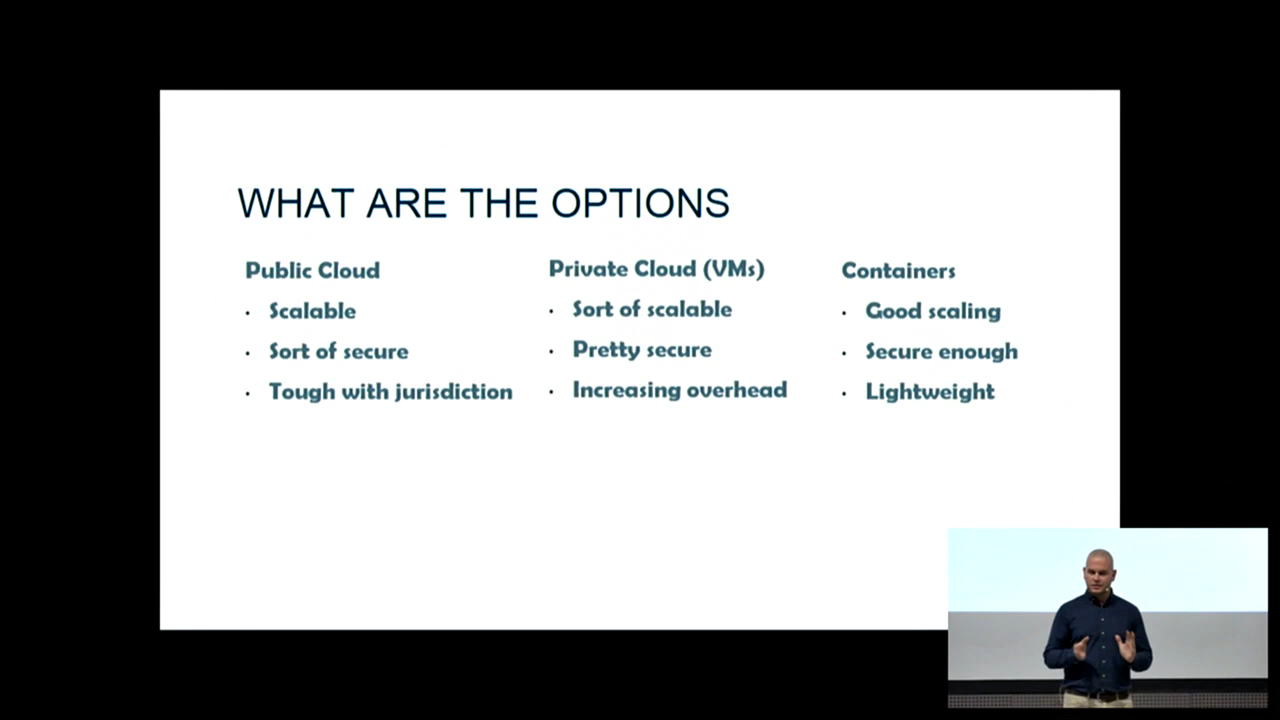 WHAT ARE THE OPTIONS
Public Cloud
· Scalable
· Sort of secure
· Tough with jurisdiction
Private Cloud (VMs)
· Sort of scalable
· Pretty secure
· Increasing overhead
Containers
· Good scaling
· Secure enough
· Lightweight